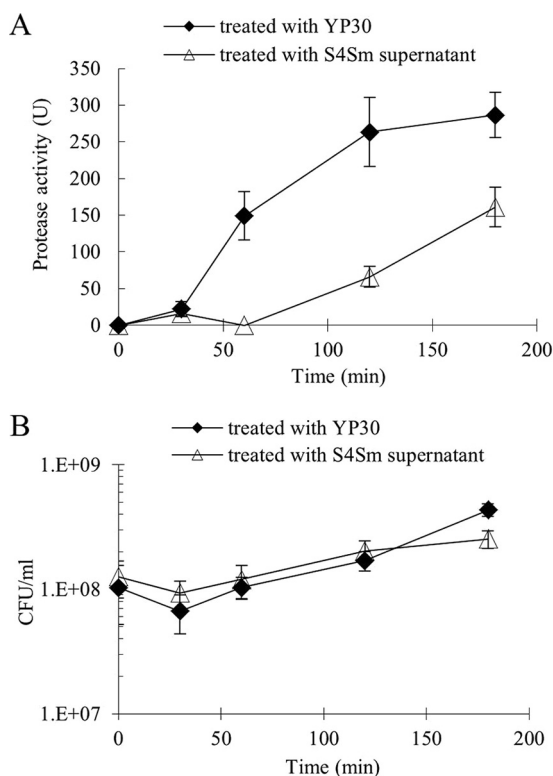 A
treated with YP30
treated with S4Sm supernatant
Protease activity (U)
350
300
250
200
150
100
50
0
0 50 100 150 200
Time (min)
B
treated with YP30
treated with S4Sm supernatant
CFU/ml
1.E+09
1.E+08
1.E+07
0 50 100 150 200
Time (min)